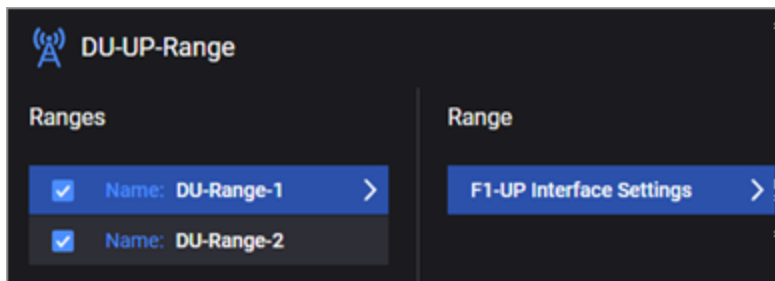 DU-UP-Range
Ranges
Name: DU-Range-1
Name: DU-Range-2
Range
F1-UP Interface Settings